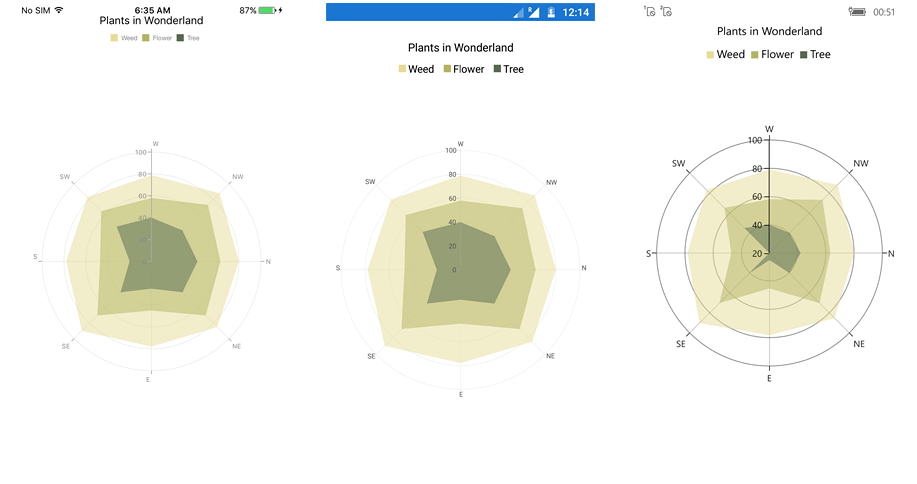 No SIM 6:35 AM 87%
Plants in Wonderland
Weed Flower Tree
W
100
80
60
40
20
0
SW
NW
S
N
SE
NE
E
R 12:14
Plants in Wonderland
Weed Flower Tree
W
100
80
60
40
20
0
SW
NW
S
N
SE
NE
E
1 2 00:51
Plants in Wonderland
Weed Flower Tree
W
100
80
60
40
20
SW
NW
S
N
SE
NE
E